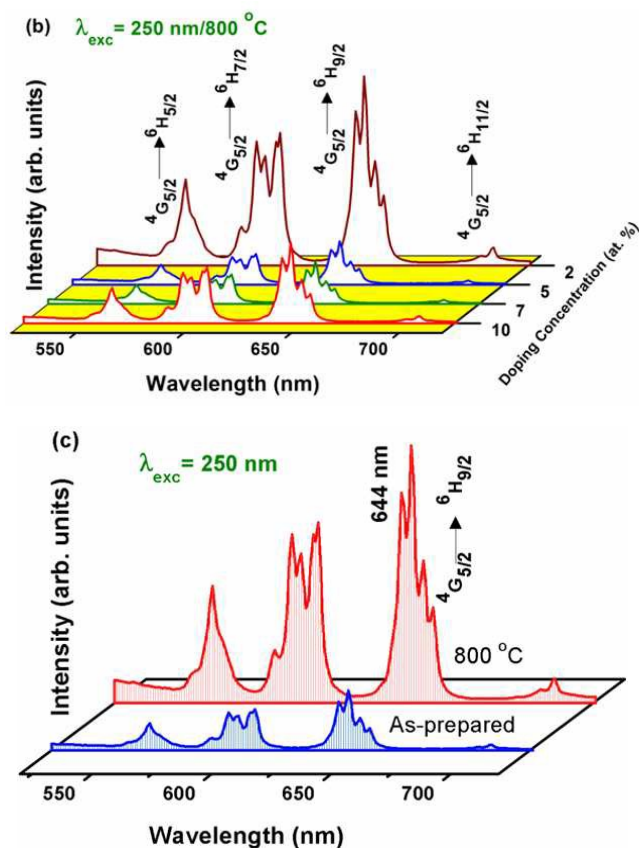 (b) λexc = 250 nm/800 °C
4G5/2 → 6H5/2
4G5/2 → 6H7/2
4G5/2 → 6H9/2
4G5/2 → 6H11/2
Intensity (arb. units)
2
5
7
10
Doping Concentration (at. %)
550 600 650 700
Wavelength (nm)
(c)
λexc = 250 nm
644 nm
4G5/2 → 6H9/2
Intensity (arb. units)
800 °C
As-prepared
550 600 650 700
Wavelength (nm)